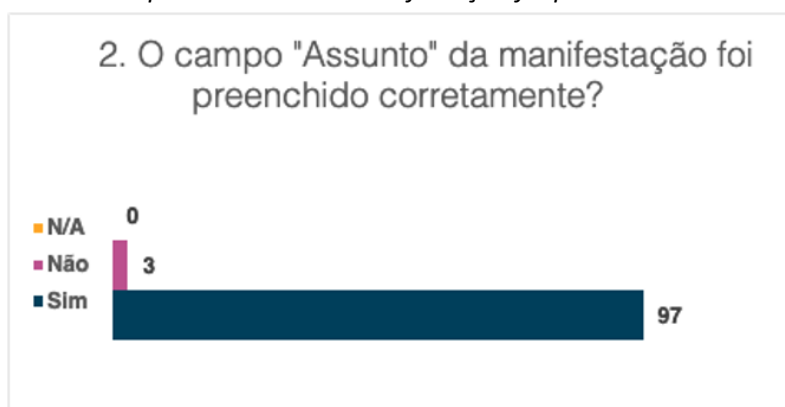 2. O campo "Assunto" da manifestação foi
preenchido corretamente?
N/A
0
Não
3
Sim
97